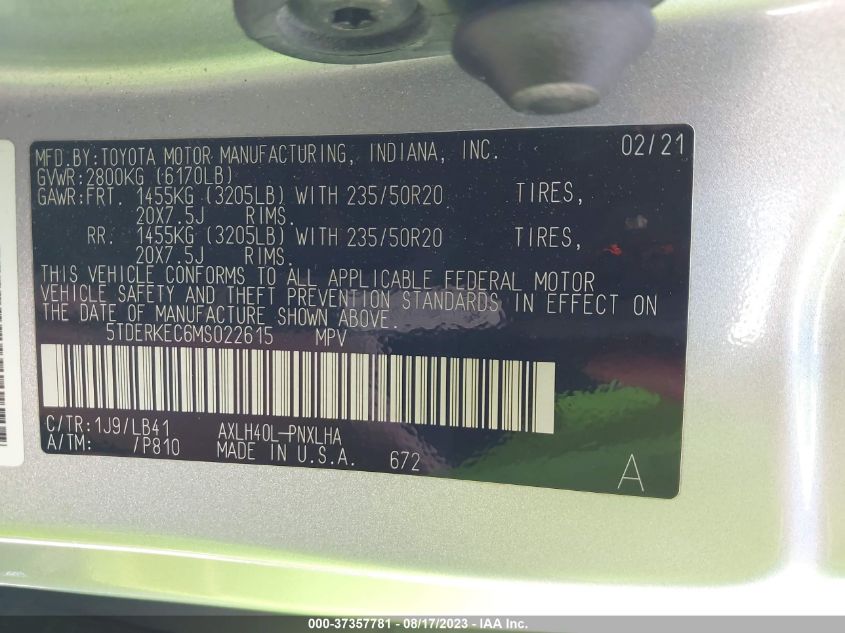 MFD.BY:TOYOTA MOTOR MANUFACTURING, INDIANA, INC. 02/21
GVWR:2800KG (6170LB)
GAWR:FRT. 1455KG (3205LB) WITH 235/50R20 TIRES,
20X7.5J RIMS.
RR. 1455KG (3205LB) WITH 235/50R20 TIRES,
20X7.5J RIMS.
THIS VEHICLE CONFORMS TO ALL APPLICABLE FEDERAL MOTOR
VEHICLE SAFETY AND THEFT PREVENTION STANDARDS IN EFFECT ON
THE DATE OF MANUFACTURE SHOWN ABOVE.
5TDERKEC6MS022615 MPV
C/TR:1J9/LB41 AXLH40L-PNXLHA
A/TM: /P810 MADE IN U.S.A. 672
A
000-37357781 - 08/17/2023 - IAA Inc.